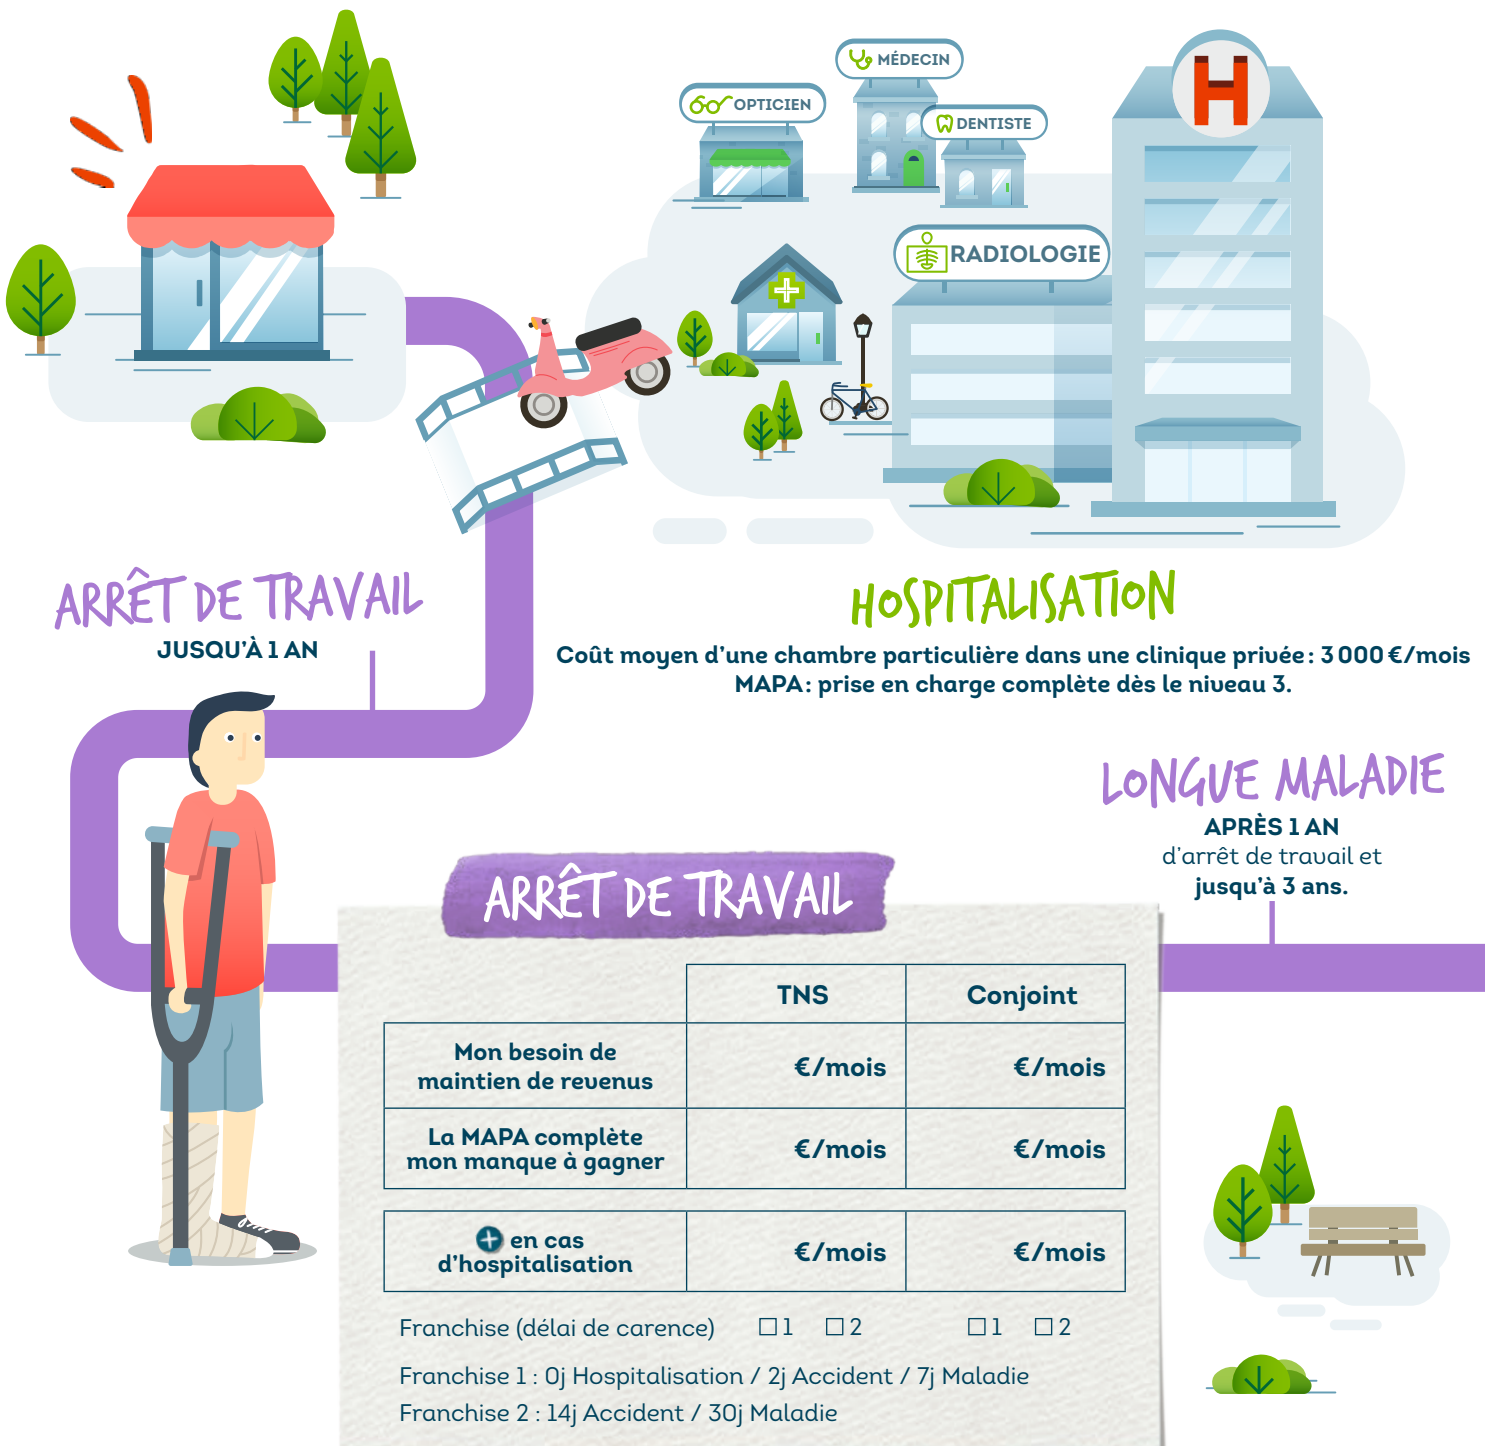 MÉDECIN
OPTICIEN
DENTISTE
H
RADIOLOGIE
ARRÊT DE TRAVAIL
JUSQU'À 1 AN
HOSPITALISATION
Coût moyen d'une chambre particulière dans une clinique privée : 3 000 €/mois
MAPA : prise en charge complète dès le niveau 3.
LONGUE MALADIE
APRÈS 1 AN
d'arrêt de travail et
jusqu'à 3 ans.
ARRÊT DE TRAVAIL
TNS Conjoint
Mon besoin de
maintien de revenus
€/mois €/mois
La MAPA complète
mon manque à gagner
€/mois €/mois
+ en cas
d'hospitalisation
€/mois €/mois
Franchise (délai de carence) ☐ 1 ☐ 2 ☐ 1 ☐ 2
Franchise 1 : 0j Hospitalisation / 2j Accident / 7j Maladie
Franchise 2 : 14j Accident / 30j Maladie